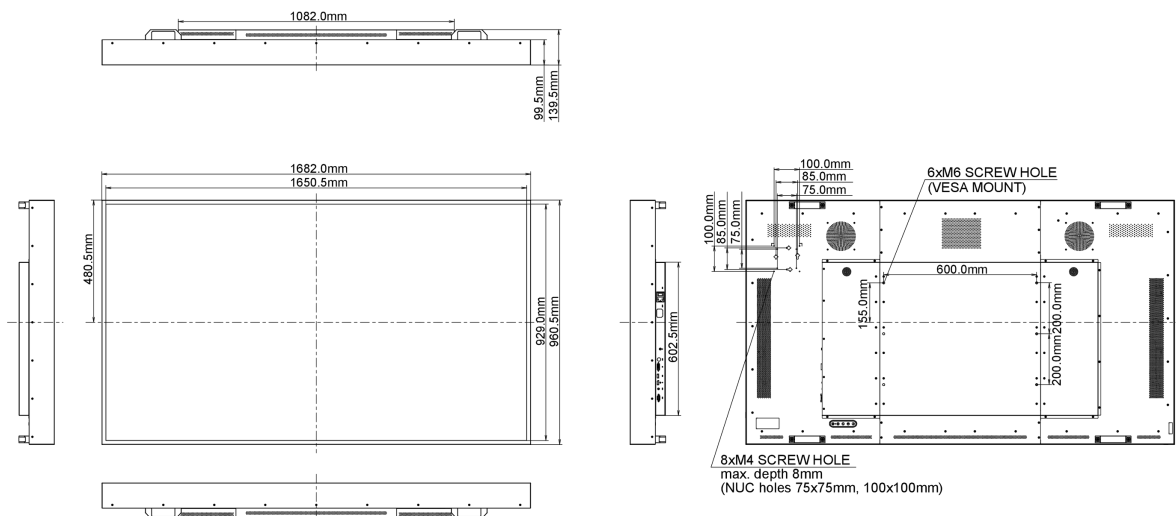 1082.0mm
99.5mm
139.5mm
1682.0mm
1650.5mm
480.5mm
929.0mm
960.5mm
602.5mm
100.0mm
85.0mm
75.0mm
100.0mm
85.0mm
75.0mm
6xM6 SCREW HOLE
(VESA MOUNT)
600.0mm
155.0mm
200.0mm
200.0mm
8xM4 SCREW HOLE
max. depth 8mm
(NUC holes 75x75mm, 100x100mm)